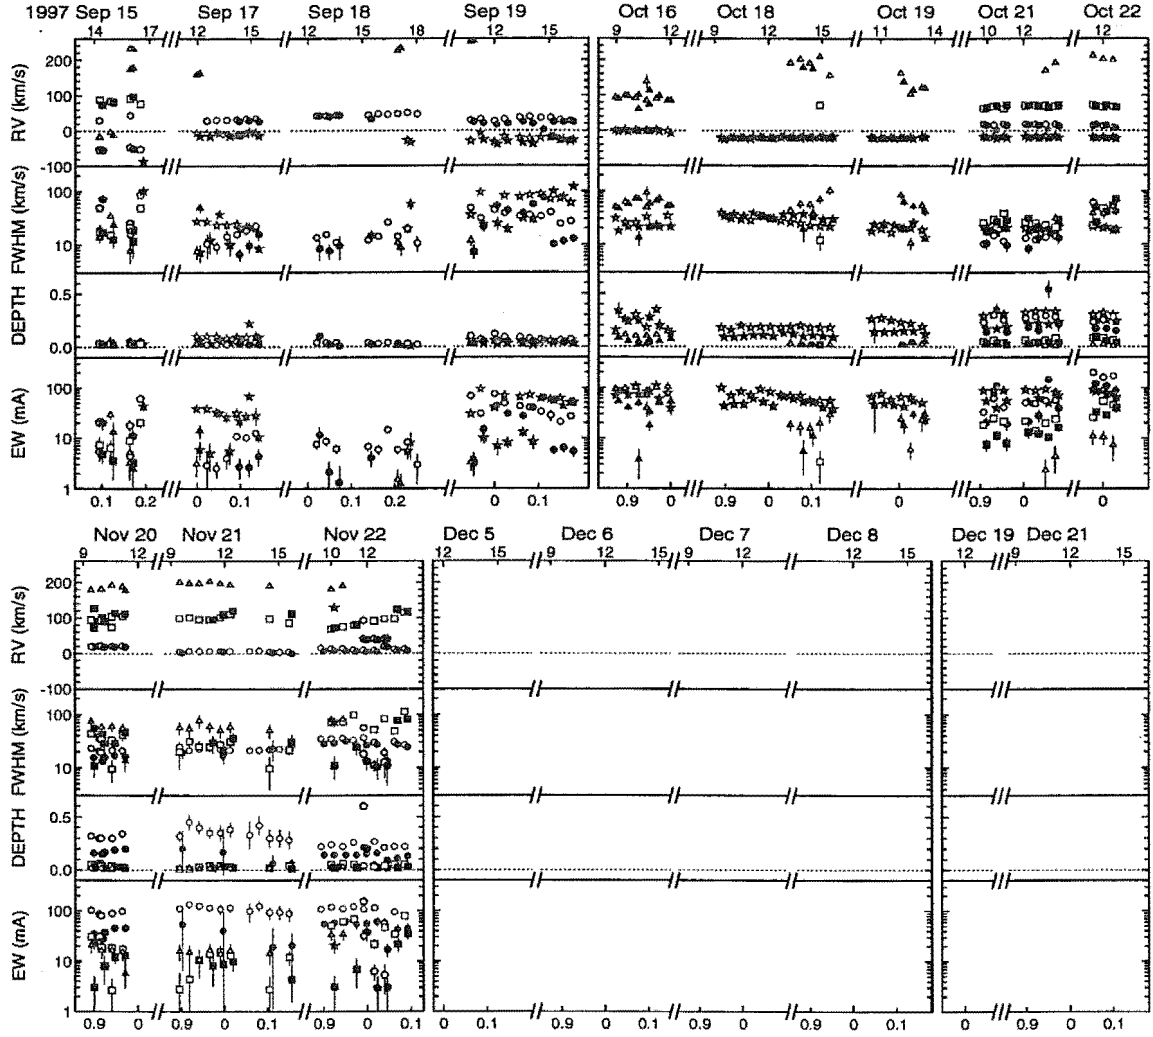 1997 Sep 15 Sep 17 Sep 18 Sep 19 Oct 16 Oct 18 Oct 19 Oct 21 Oct 22
14 17 12 15 12 15 18 12 15 9 12 9 12 15 11 14 10 12 12
RV (km/s)
200
100
0
-100
FWHM (km/s)
100
10
DEPTH
0.5
0.0
EW (mA)
100
10
1
0.1 0.2 0 0.1 0 0.1 0.2 0 0.1 0.9 0 0.9 0 0.1 0 0.9 0 0
Nov 20 Nov 21 Nov 22 Dec 5 Dec 6 Dec 7 Dec 8 Dec 19 Dec 21
9 12 9 12 15 10 12 12 15 9 12 15 12 12 15 12 9 12 15
RV (km/s)
200
100
0
-100
FWHM (km/s)
100
10
DEPTH
0.5
0.0
EW (mA)
100
10
1
0.9 0 0.9 0 0.1 0.9 0 0.1 0 0.1 0.9 0 0.1 0.9 0 0 0.1 0 0.9 0 0.1